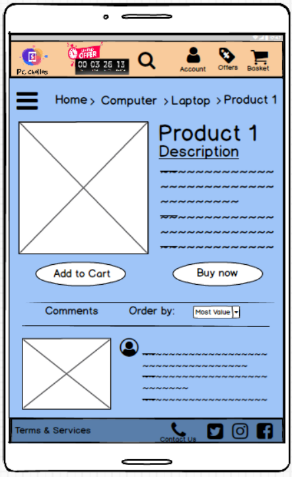 OFFER
00 03 26 13
P.c. chollos
Account
Offers
Basket
Home > Computer > Laptop > Product 1
Product 1
Description
Add to Cart
Buy now
Comments
Order by:
Most Value
Terms & Services
Contact Us